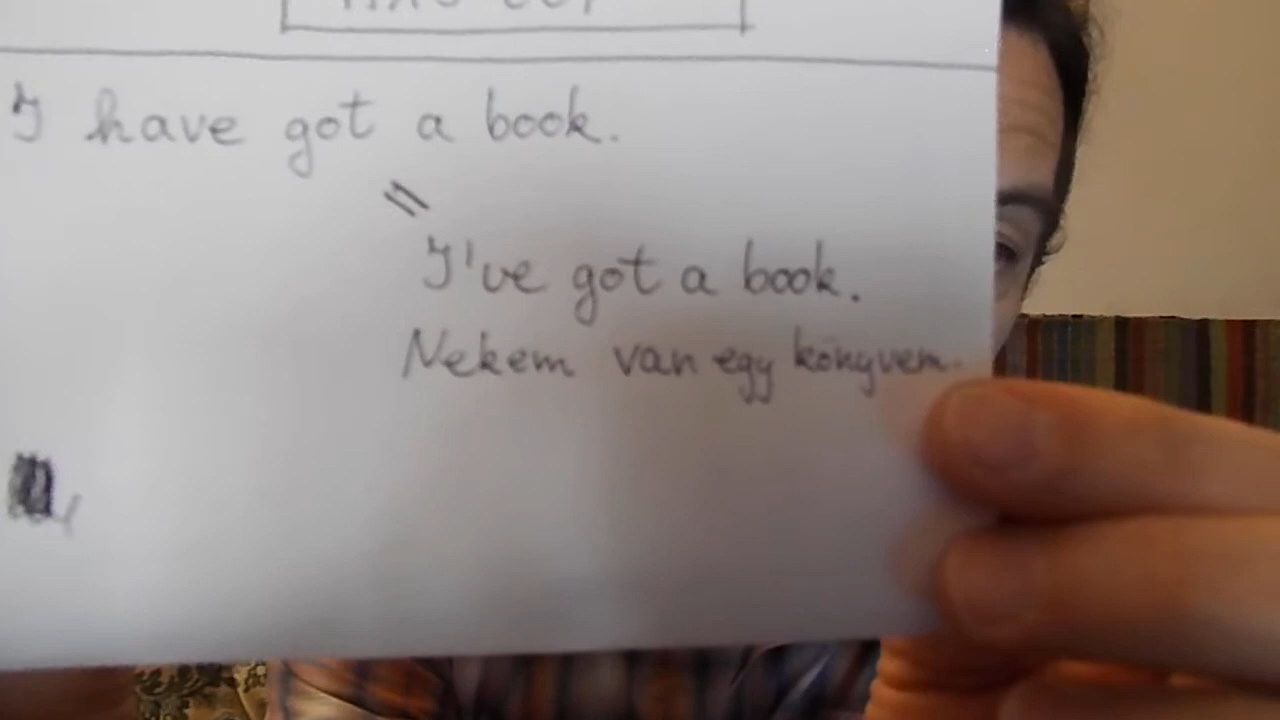 I have got a book.
=
I've got a book.
Nekem van egy könyvem.